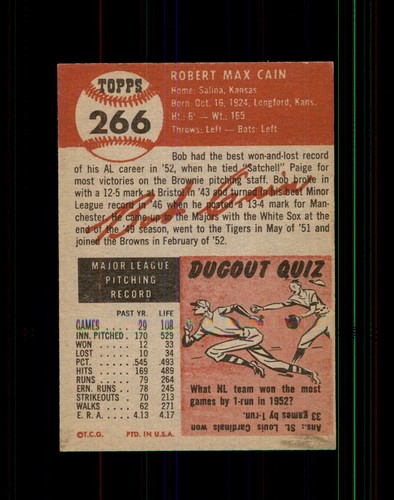 TOPPS
266
ROBERT MAX CAIN
Home: Salina, Kansas
Born: Oct. 16, 1924, Longford, Kans.
Ht.: 6' — Wt.: 165
Throws: Left — Bats: Left
Bob had the best won-and-lost record
of his AL career in '52, when he tied "Satchell" Paige for
most victories on the Brownie pitching staff. Bob broke in
with a 12-5 mark at Bristol in '43 and turned in his best Minor
League record in '46 when he posted a 13-4 mark for Man-
chester. He came up to the Majors with the White Sox at the
end of the '49 season, went to the Tigers in May of '51 and
joined the Browns in February of '52.
Bob Cain
MAJOR LEAGUE
PITCHING
RECORD
PAST YR. LIFE
GAMES 29 108
INN. PITCHED 170 529
WON 12 33
LOST 10 34
PCT. .545 .493
HITS 169 489
RUNS 79 264
ERN. RUNS 78 245
STRIKEOUTS 70 213
WALKS 62 271
E. R. A. 4.13 4.17
DUGOUT QUIZ
What NL team won the most
games by 1-run in 1952?
Ans.: St. Louis Cardinals won
33 games by 1-run.
©T.C.G. PTD. IN U.S.A.